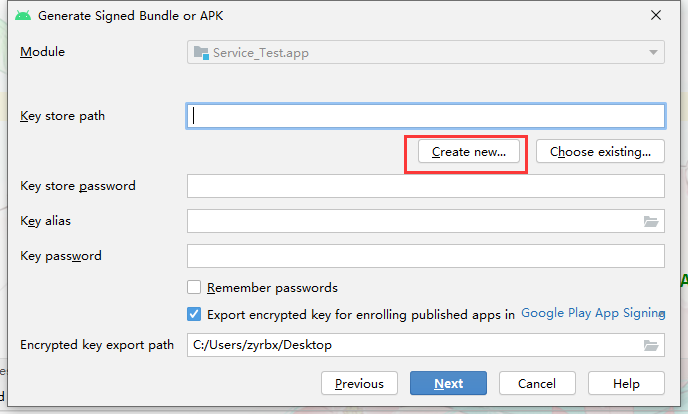 Generate Signed Bundle or APK
Module
Service_Test.app
Key store path
Create new...
Choose existing...
Key store password
Key alias
Key password
Remember passwords
Export encrypted key for enrolling published apps in Google Play App Signing
Encrypted key export path
C:/Users/zyrbx/Desktop
Previous
Next
Cancel
Help